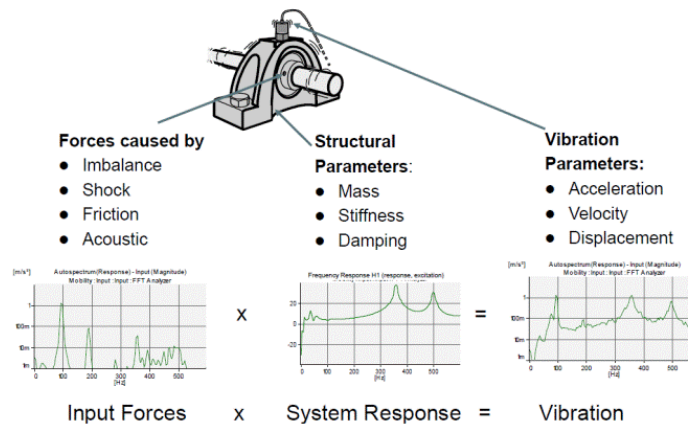 Forces caused by
● Imbalance
● Shock
● Friction
● Acoustic
Structural
Parameters:
● Mass
● Stiffness
● Damping
Vibration
Parameters:
● Acceleration
● Velocity
● Displacement
[m/s²]
Autospectrum(Response) - Input (Magnitude)
Mobility : Input : Input : FFT Analyzer
1
100m
10m
1m
0 100 200 300 400 500
[Hz]
x
Frequency Response H1 (response, excitation)
20
0
-20
0 100 200 300 400 500
[Hz]
=
[m/s²]
Autospectrum(Response) - Input (Magnitude)
Mobility : Input : Input : FFT Analyzer
1
100m
10m
1m
0 100 200 300 400 500
[Hz]
Input Forces x System Response = Vibration